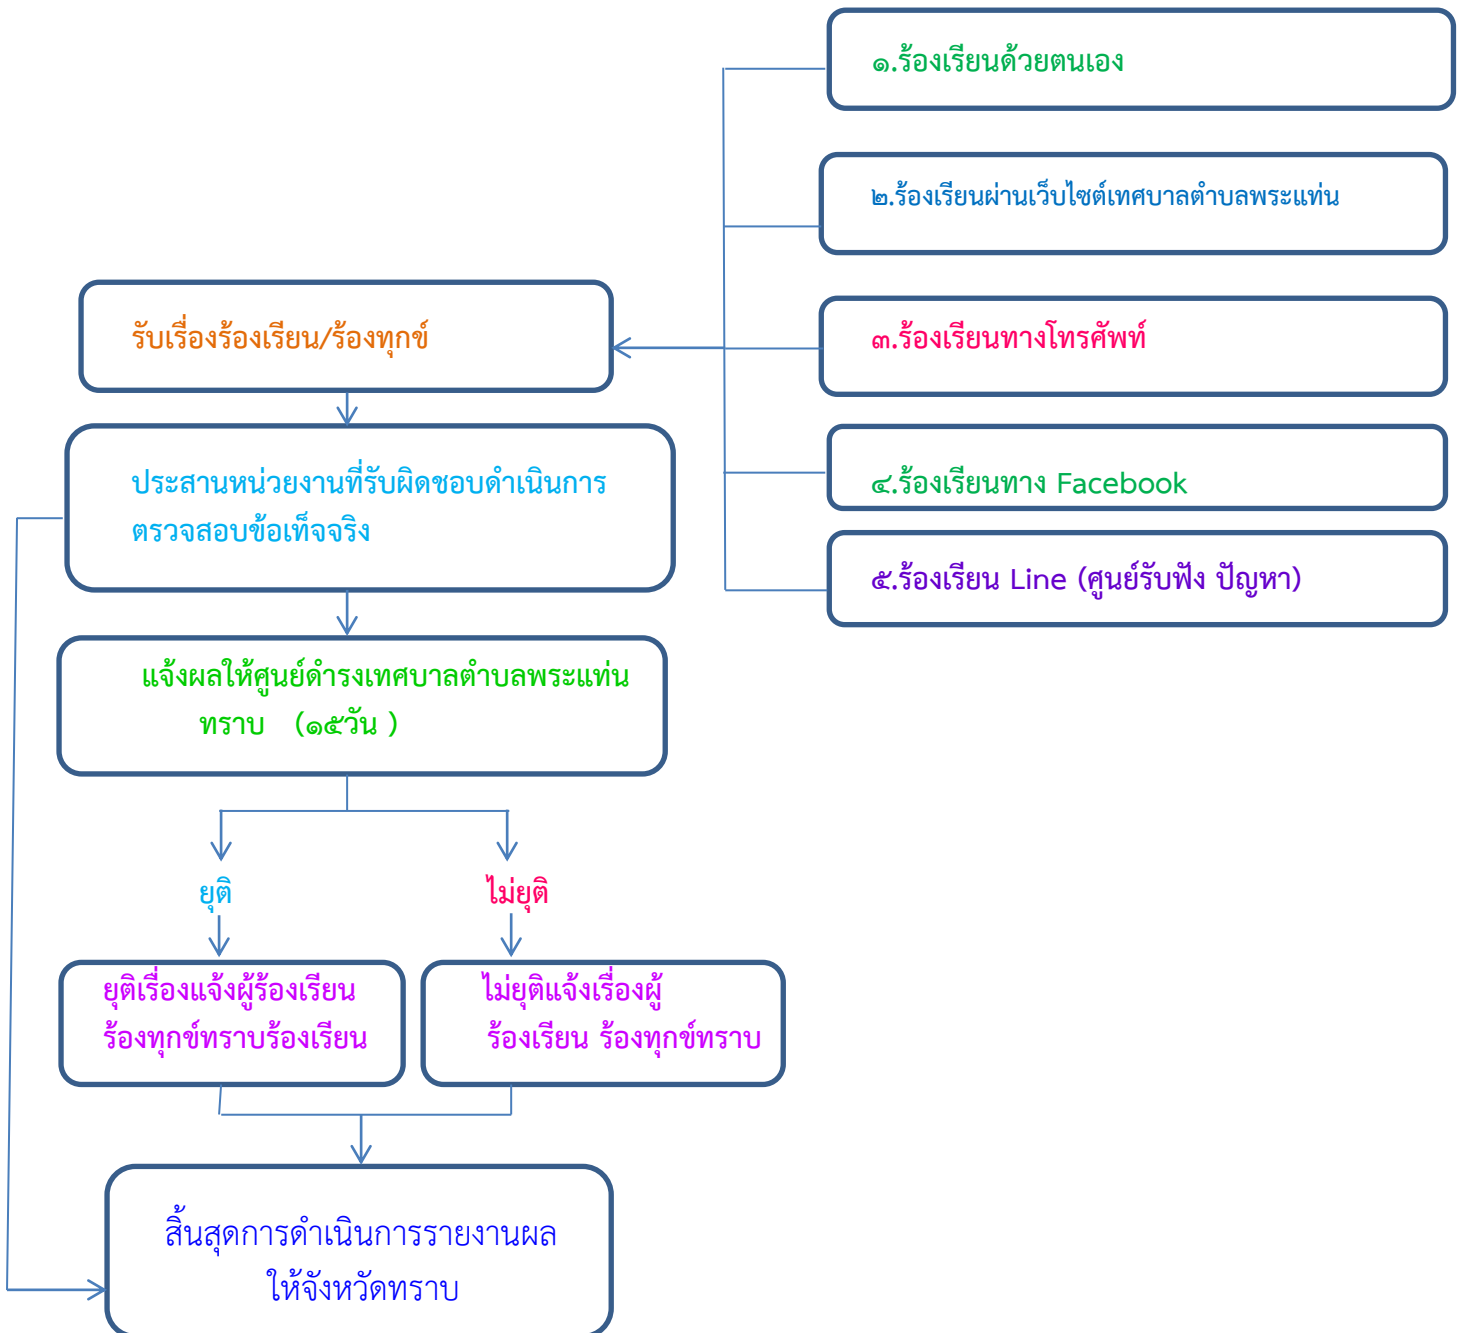 ๑.ร้องเรียนด้วยตนเอง
๒.ร้องเรียนผ่านเว็บไซต์เทศบาลตำบลพระแท่น
๓.ร้องเรียนทางโทรศัพท์
๔.ร้องเรียนทาง Facebook
๕.ร้องเรียน Line (ศูนย์รับฟัง ปัญหา)
รับเรื่องร้องเรียน/ร้องทุกข์
ประสานหน่วยงานที่รับผิดชอบดำเนินการ
ตรวจสอบข้อเท็จจริง
แจ้งผลให้ศูนย์ดำรงเทศบาลตำบลพระแท่น
ทราบ (๑๕วัน )
ยุติ
ไม่ยุติ
ยุติเรื่องแจ้งผู้ร้องเรียน
ร้องทุกข์ทราบร้องเรียน
ไม่ยุติแจ้งเรื่องผู้
ร้องเรียน ร้องทุกข์ทราบ
สิ้นสุดการดำเนินการรายงานผล
ให้จังหวัดทราบ